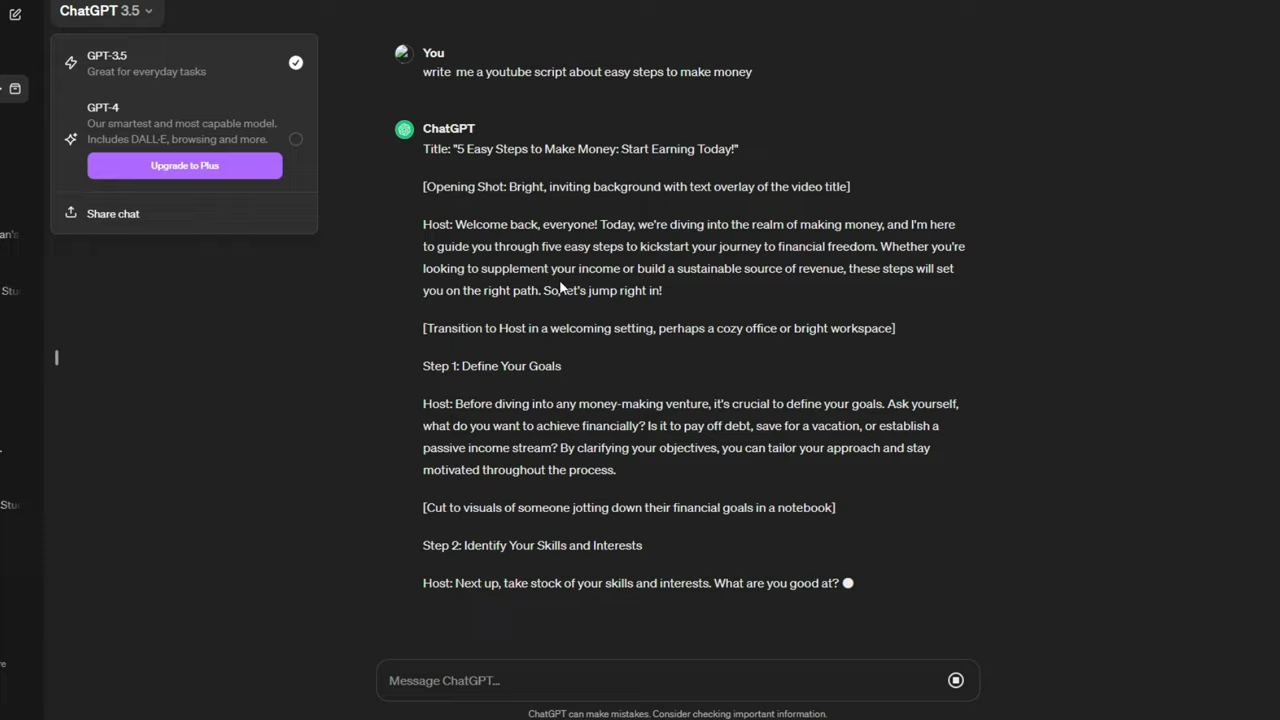 ChatGPT 3.5
GPT-3.5
Great for everyday tasks
GPT-4
Our smartest and most capable model.
Includes DALL·E, browsing and more.
Upgrade to Plus
Share chat
an's
Stu
Stu
re
You
write me a youtube script about easy steps to make money
ChatGPT
Title: "5 Easy Steps to Make Money: Start Earning Today!"
[Opening Shot: Bright, inviting background with text overlay of the video title]
Host: Welcome back, everyone! Today, we're diving into the realm of making money, and I'm here
to guide you through five easy steps to kickstart your journey to financial freedom. Whether you're
looking to supplement your income or build a sustainable source of revenue, these steps will set
you on the right path. So, let's jump right in!
[Transition to Host in a welcoming setting, perhaps a cozy office or bright workspace]
Step 1: Define Your Goals
Host: Before diving into any money-making venture, it's crucial to define your goals. Ask yourself,
what do you want to achieve financially? Is it to pay off debt, save for a vacation, or establish a
passive income stream? By clarifying your objectives, you can tailor your approach and stay
motivated throughout the process.
[Cut to visuals of someone jotting down their financial goals in a notebook]
Step 2: Identify Your Skills and Interests
Host: Next up, take stock of your skills and interests. What are you good at?
Message ChatGPT...
ChatGPT can make mistakes. Consider checking important information.